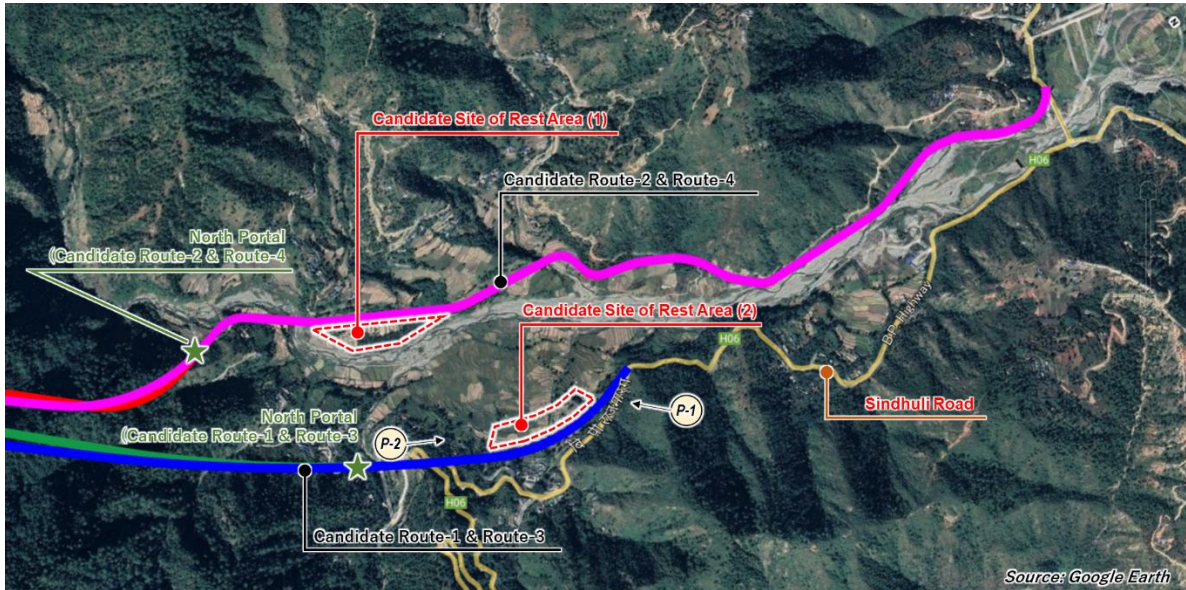 Candidate Site of Rest Area (1)
Candidate Route-2 & Route-4
H06
North Portal
(Candidate Route-2 & Route-4
Candidate Site of Rest Area (2)
BP Highway
H06
Sindhuli Road
North Portal
(Candidate Route-1 & Route-3
P-1
P-2
H06
Candidate Route-1 & Route-3
Source: Google Earth